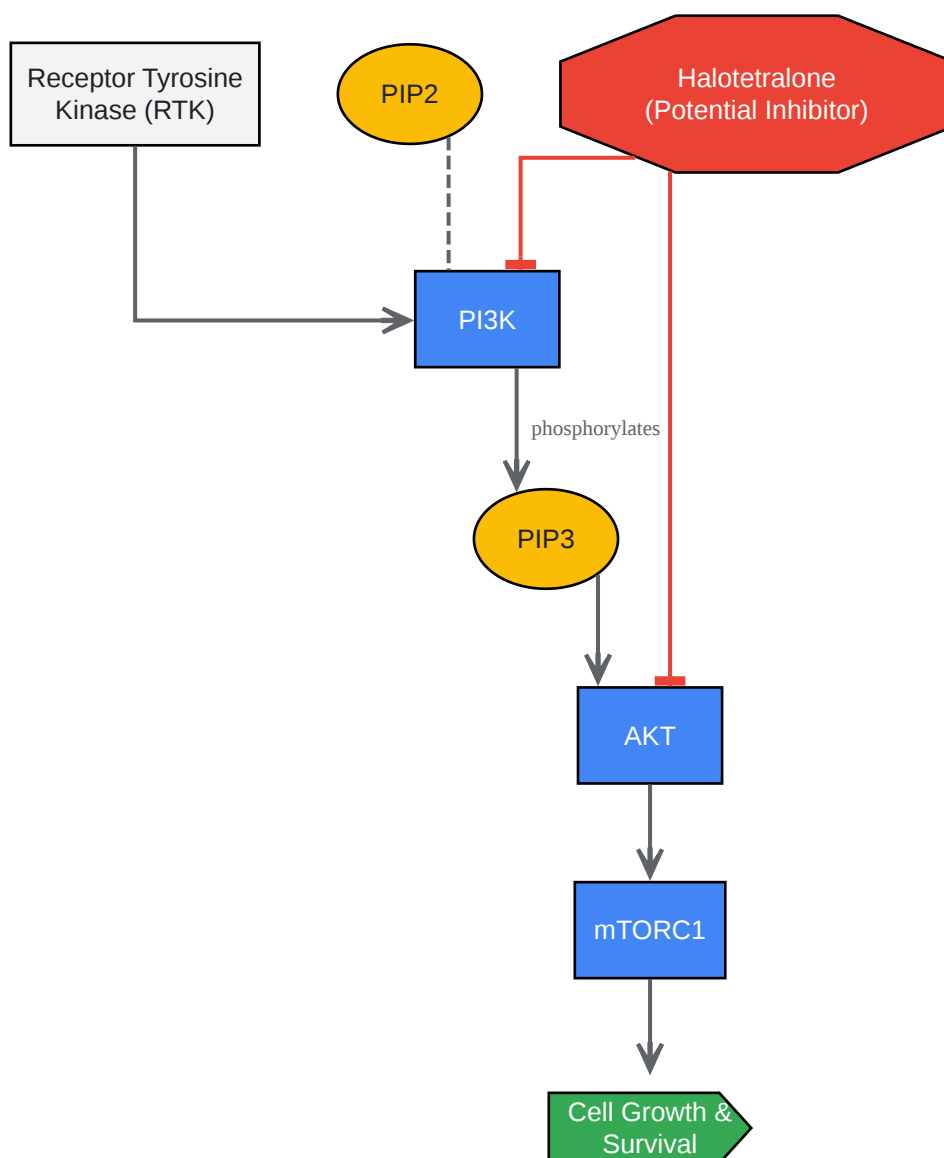 Receptor Tyrosine
Kinase (RTK)
PIP2
Halotetralone
(Potential Inhibitor)
PI3K
phosphorylates
PIP3
AKT
mTORC1
Cell Growth &
Survival